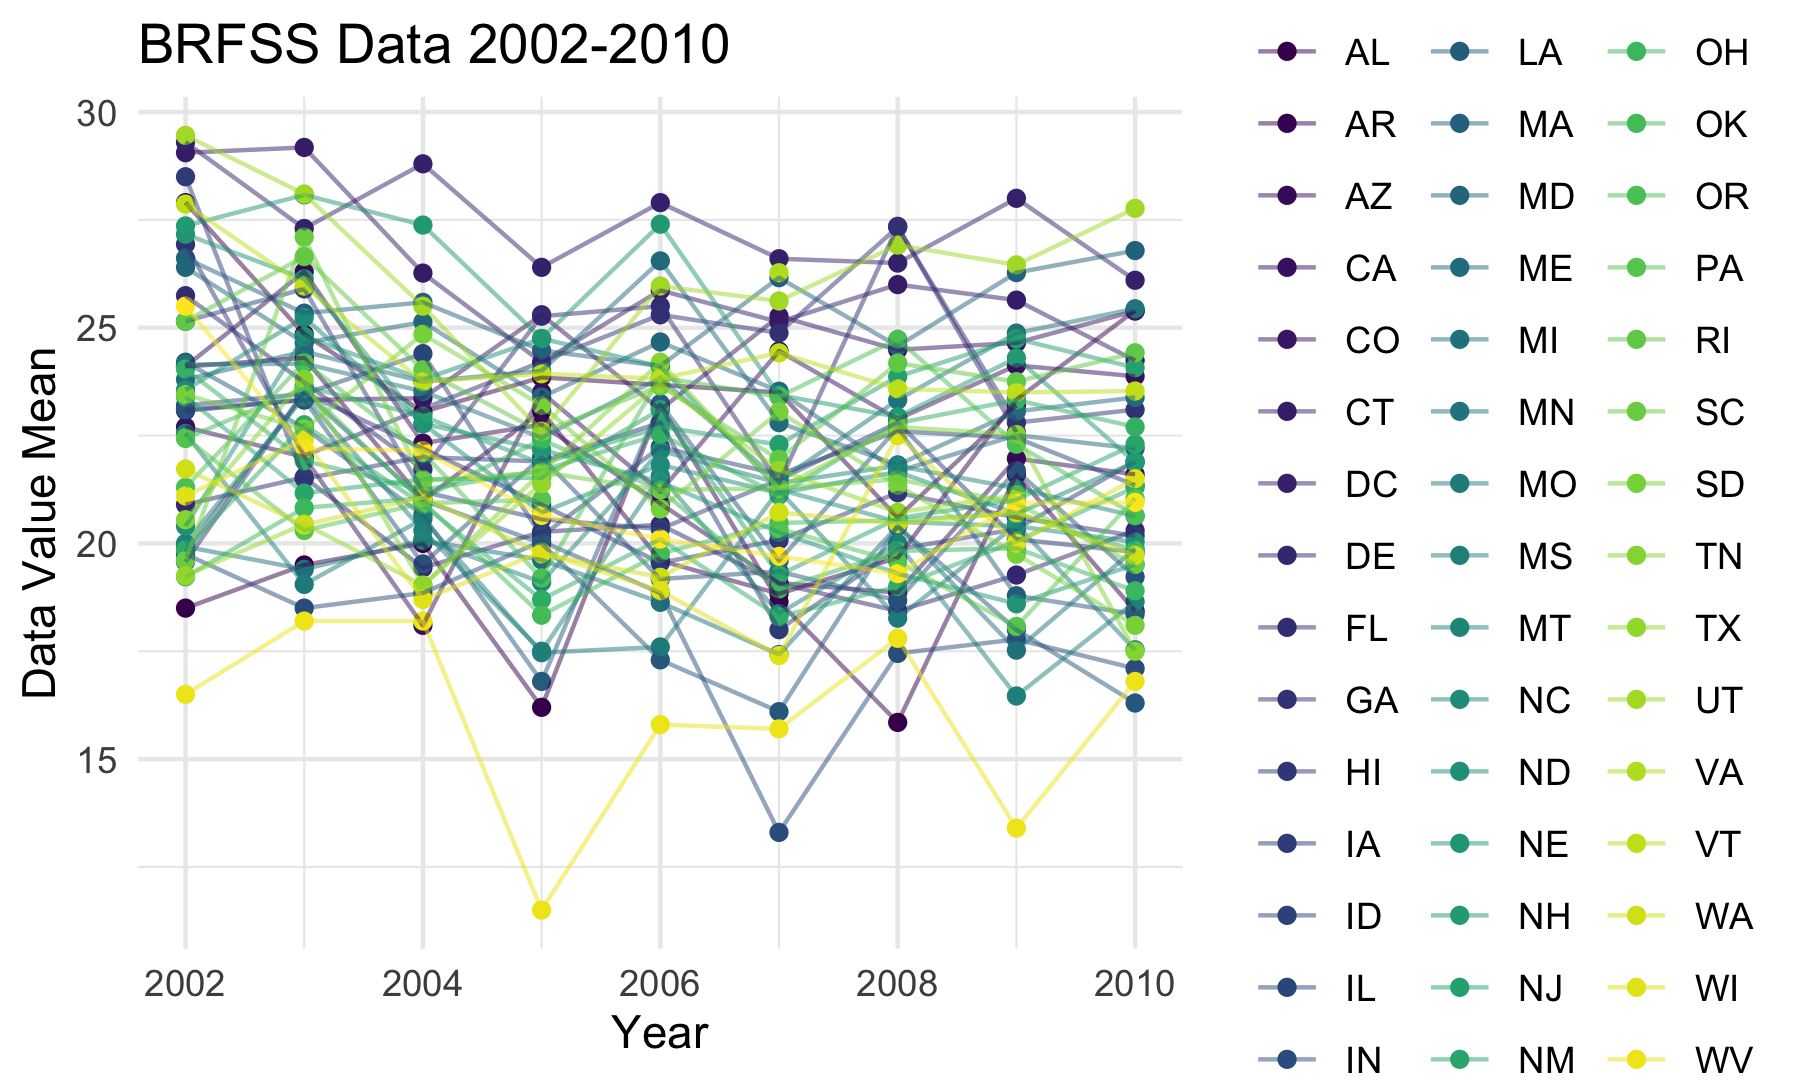 BRFSS Data 2002-2010
Data Value Mean
30
25
20
15
2002 2004 2006 2008 2010
Year
AL LA OH
AR MA OK
AZ MD OR
CA ME PA
CO MI RI
CT MN SC
DC MO SD
DE MS TN
FL MT TX
GA NC UT
HI ND VA
IA NE VT
ID NH WA
IL NJ WI
IN NM WV